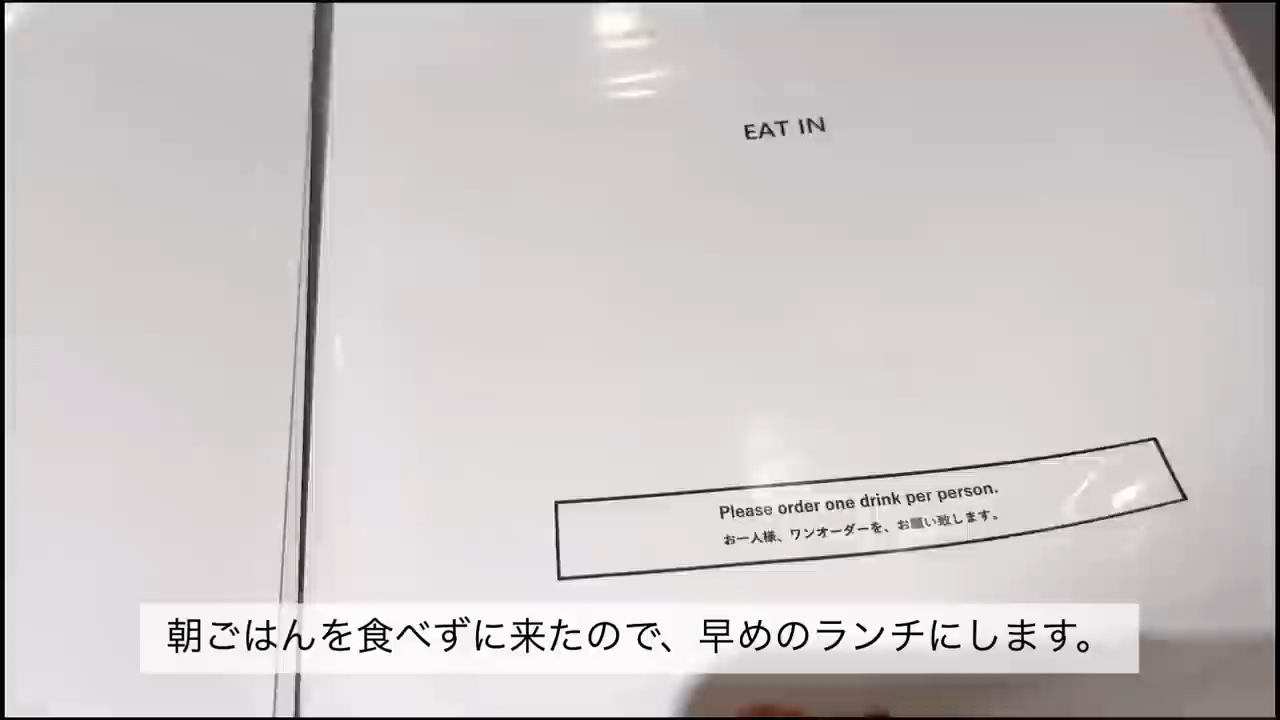 EAT IN
Please order one drink per person.
お一人様、ワンオーダーを、お願い致します。
朝ごはんを食べずに来たので、早めのランチにします。